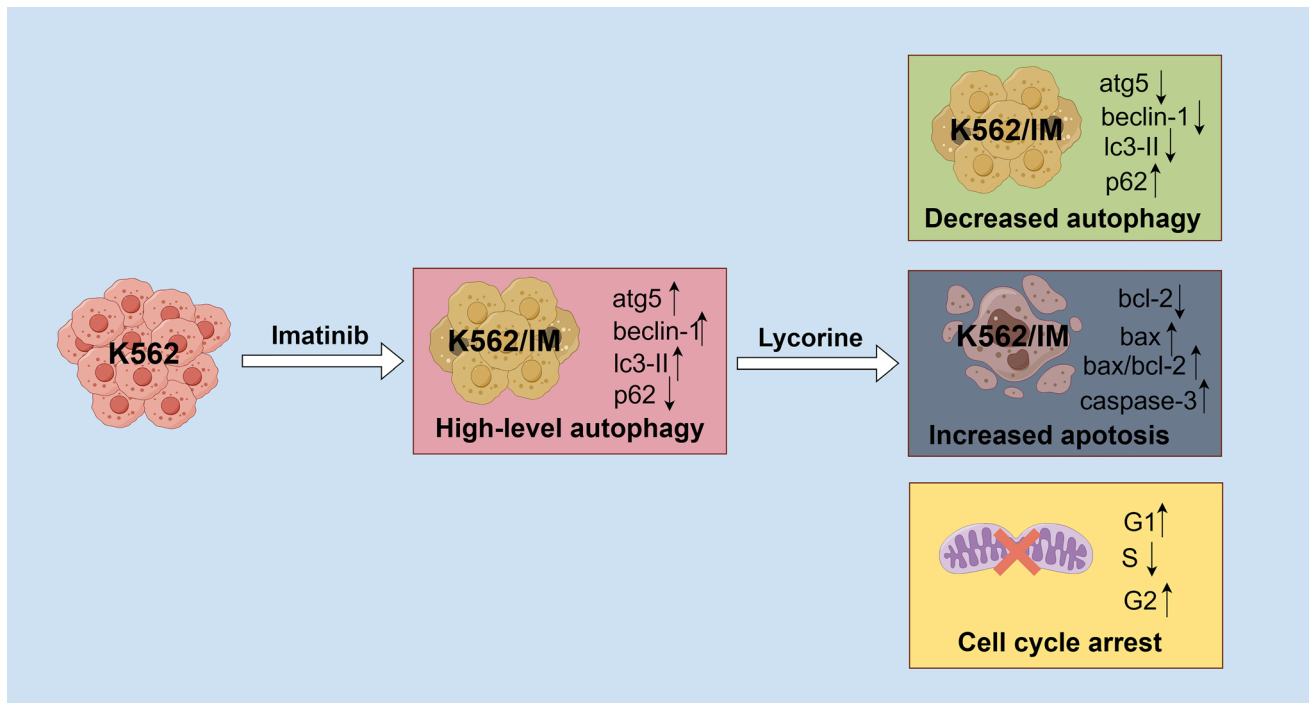 K562
Imatinib
K562/IM
atg5↑
beclin-1↑
lc3-II↑
p62↓
High-level autophagy
Lycorine
K562/IM
atg5↓
beclin-1↓
lc3-II↓
p62↑
Decreased autophagy
K562/IM
bcl-2↓
bax↑
bax/bcl-2↑
caspase-3↑
Increased apotosis
G1↑
S↓
G2↑
Cell cycle arrest